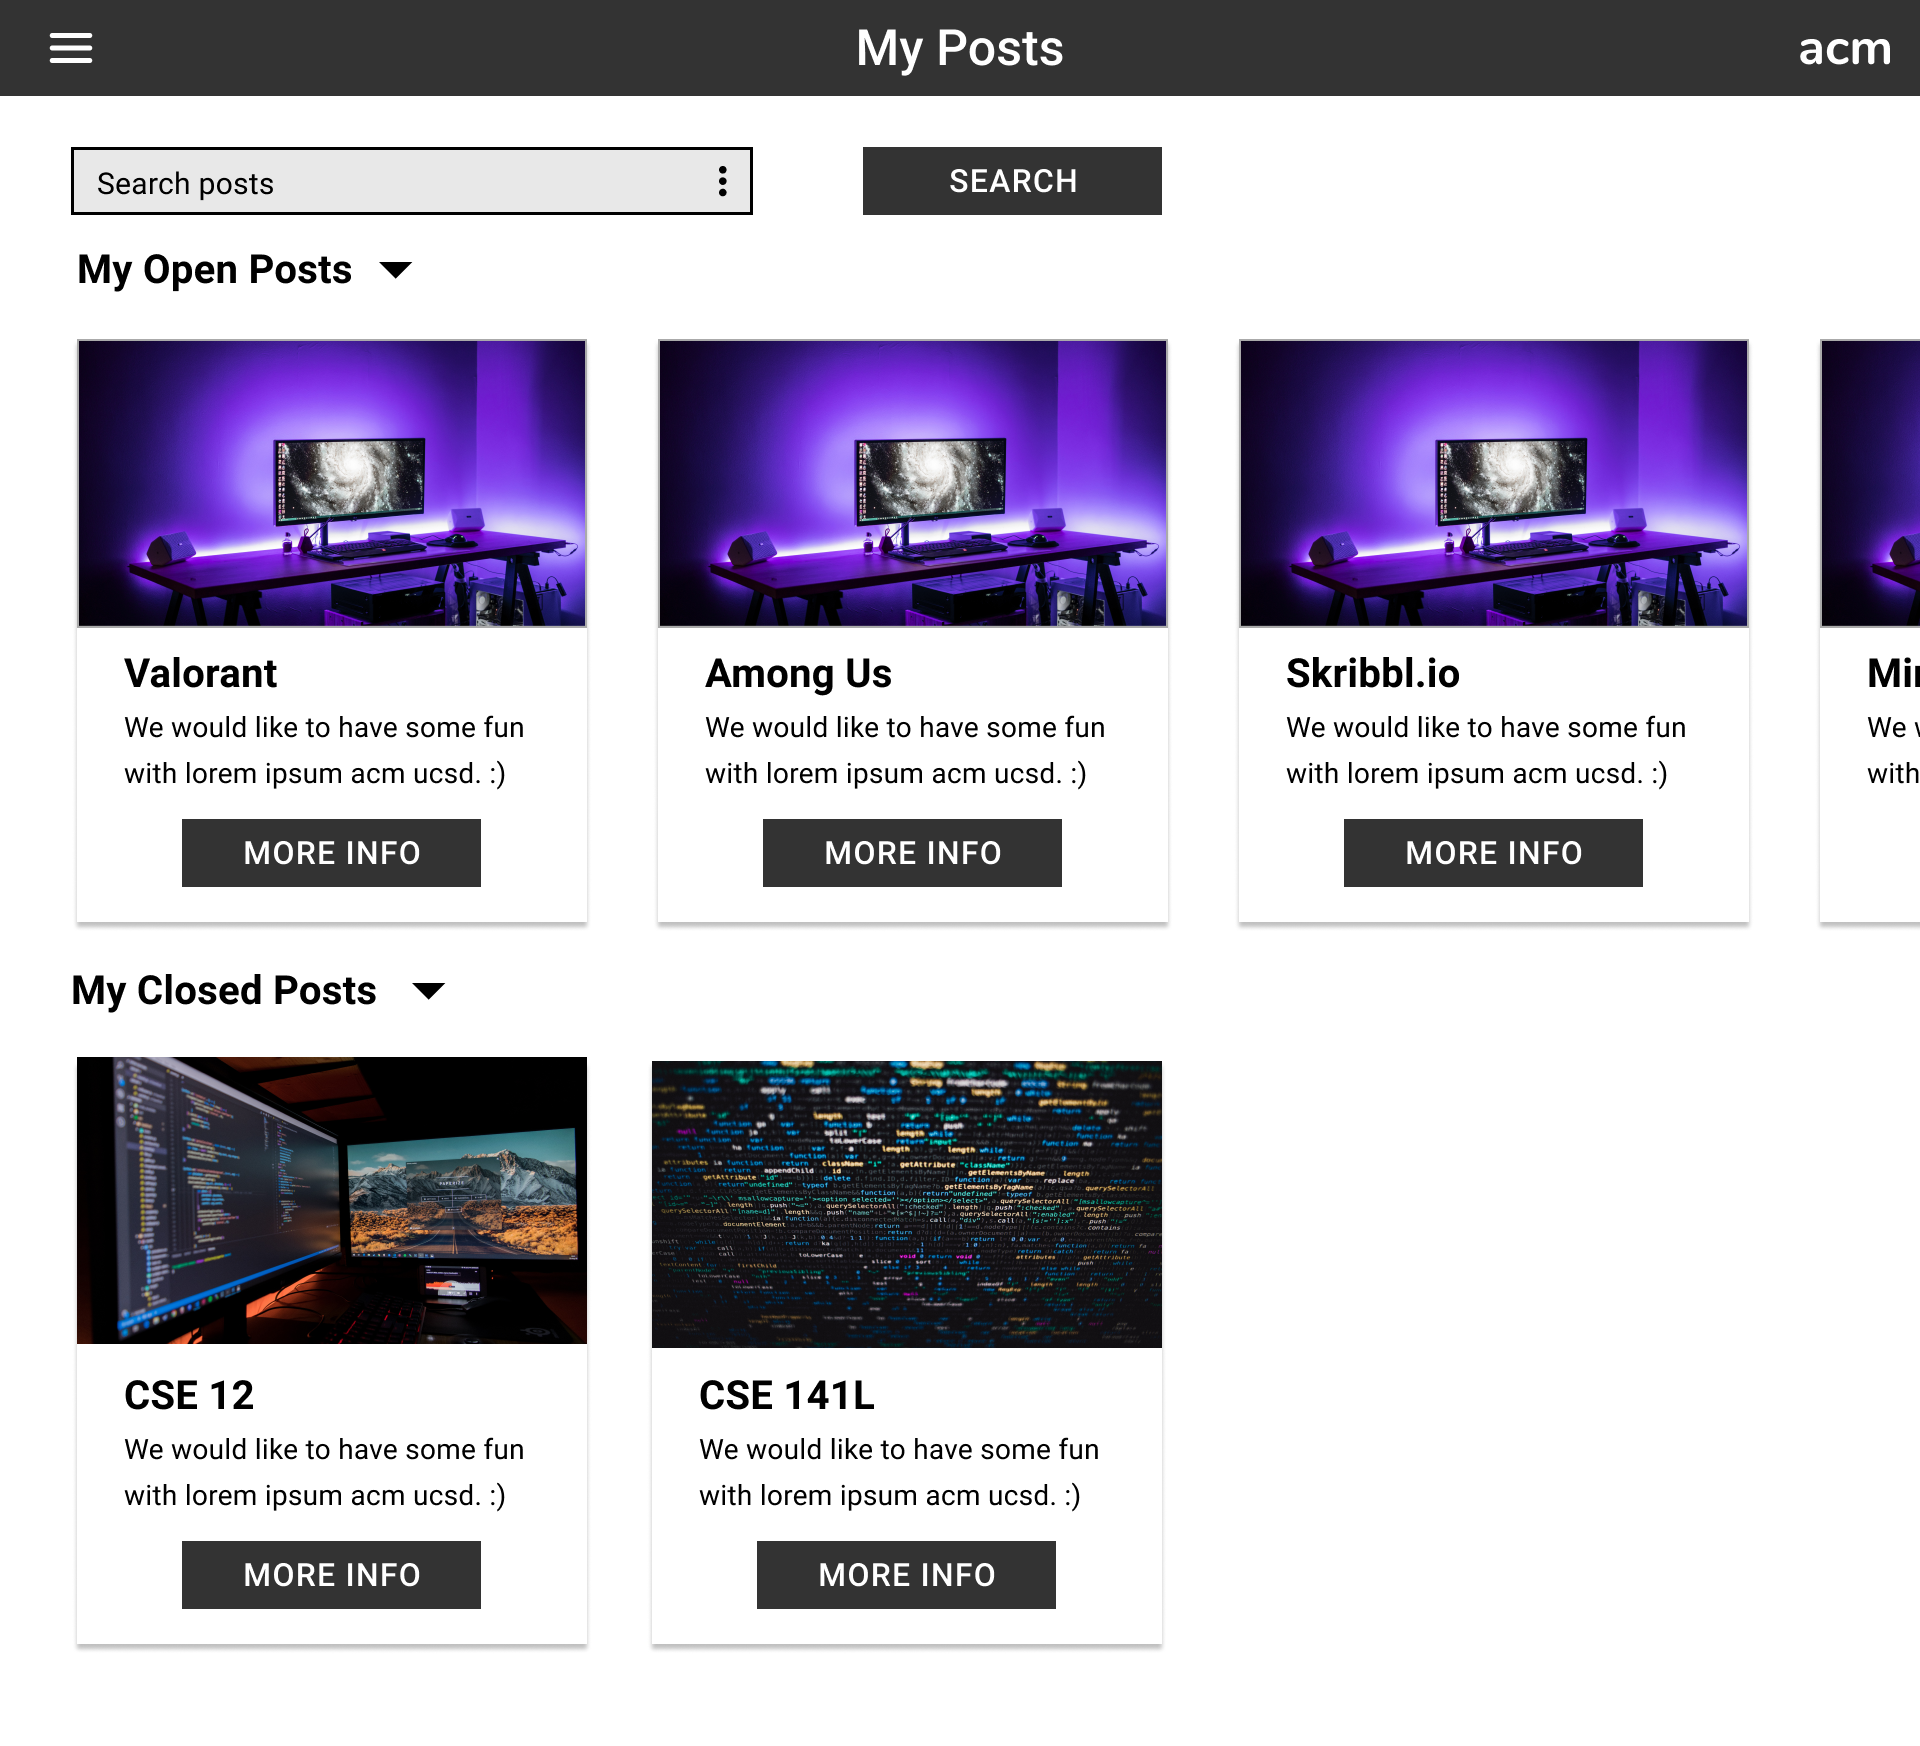 My Posts
acm
Search posts
SEARCH
My Open Posts
Valorant
We would like to have some fun
with lorem ipsum acm ucsd. :)
MORE INFO
Among Us
We would like to have some fun
with lorem ipsum acm ucsd. :)
MORE INFO
Skribbl.io
We would like to have some fun
with lorem ipsum acm ucsd. :)
MORE INFO
We
with
My Closed Posts
CSE 12
We would like to have some fun
with lorem ipsum acm ucsd. :)
MORE INFO
CSE 141L
We would like to have some fun
with lorem ipsum acm ucsd. :)
MORE INFO